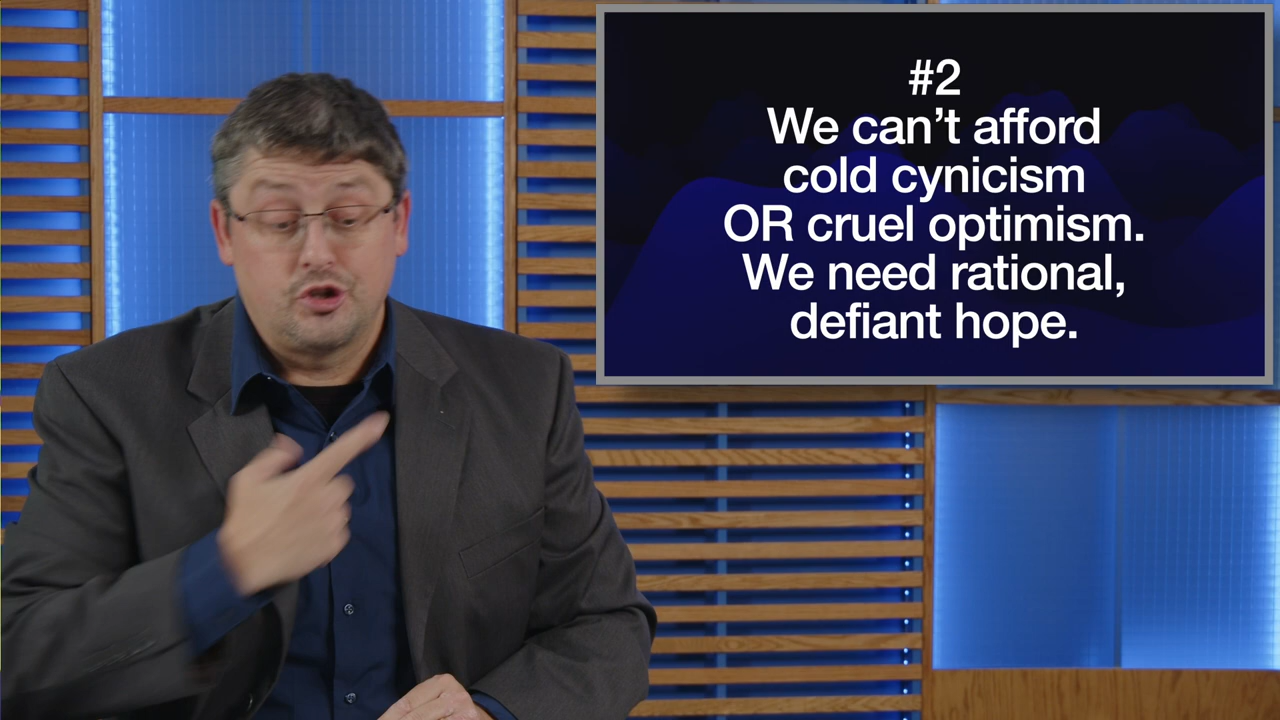 #2
We can’t afford
cold cynicism
OR cruel optimism.
We need rational,
defiant hope.